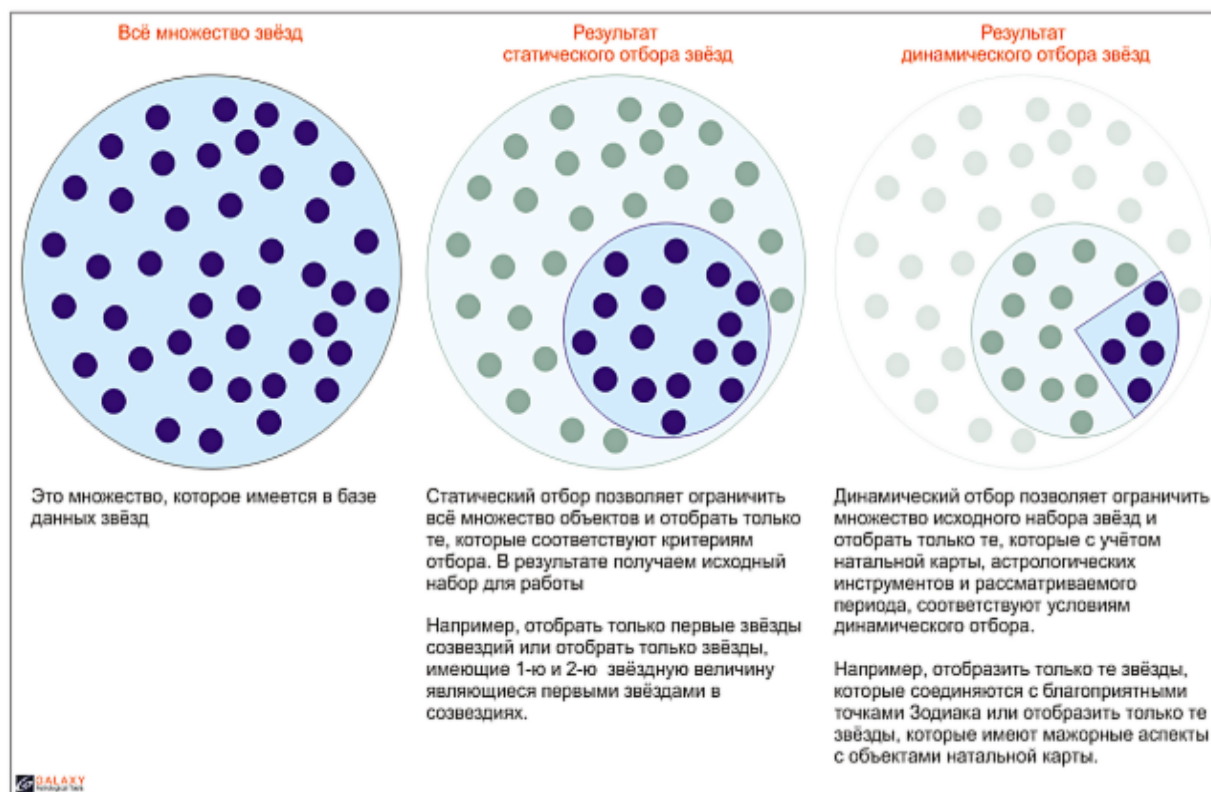 Всё множество звёзд
Результат
статического отбора звёзд
Результат
динамического отбора звёзд
Это множество, которое имеется в базе
данных звёзд
Статический отбор позволяет ограничить
всё множество объектов и отобрать только
те, которые соответствуют критериям
отбора. В результате получаем исходный
набор для работы
Например, отобрать только первые звёзды
созвездий или отобрать только звёзды,
имеющие 1-ю и 2-ю звёздную величину
являющиеся первыми звёздами в
созвездиях.
Динамический отбор позволяет ограничить
множество исходного набора звёзд и
отобрать только те, которые с учётом
натальной карты, астрологических
инструментов и рассматриваемого
периода, соответствуют условиям
динамического отбора.
Например, отобразить только те звёзды,
которые соединяются с благоприятными
точками Зодиака или отобразить только те
звёзды, которые имеют мажорные аспекты
с объектами натальной карты.
GALAXY